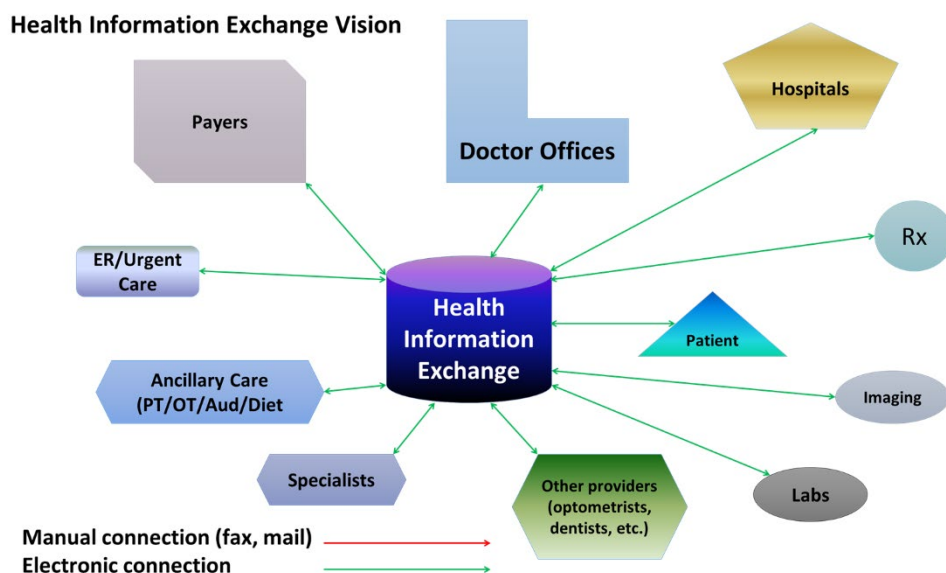 Health Information Exchange Vision
Payers
Doctor Offices
Hospitals
ER/Urgent
Care
Rx
Health
Information
Exchange
Patient
Ancillary Care
(PT/OT/Aud/Diet
Imaging
Specialists
Other providers
(optometrists,
dentists, etc.)
Labs
Manual connection (fax, mail)
Electronic connection